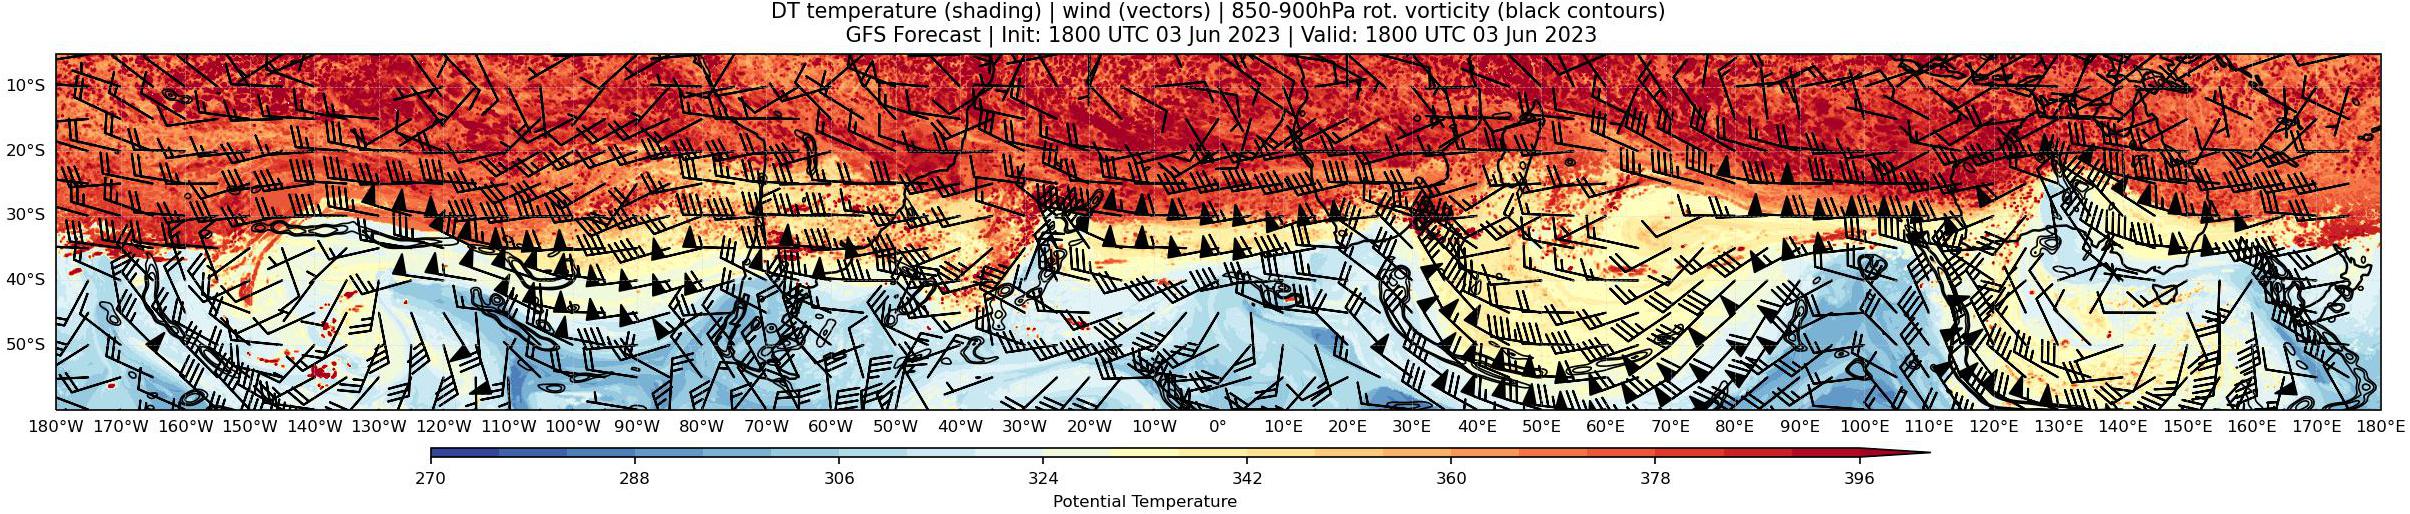 DT temperature (shading) | wind (vectors) | 850-900hPa rot. vorticity (black contours)
GFS Forecast | Init: 1800 UTC 03 Jun 2023 | Valid: 1800 UTC 03 Jun 2023
10°S
20°S
30°S
40°S
50°S
180°W 170°W 160°W 150°W 140°W 130°W 120°W 110°W 100°W 90°W 80°W 70°W 60°W 50°W 40°W 30°W 20°W 10°W 0° 10°E 20°E 30°E 40°E 50°E 60°E 70°E 80°E 90°E 100°E 110°E 120°E 130°E 140°E 150°E 160°E 170°E 180°E
270 288 306 324 342 360 378 396
Potential Temperature